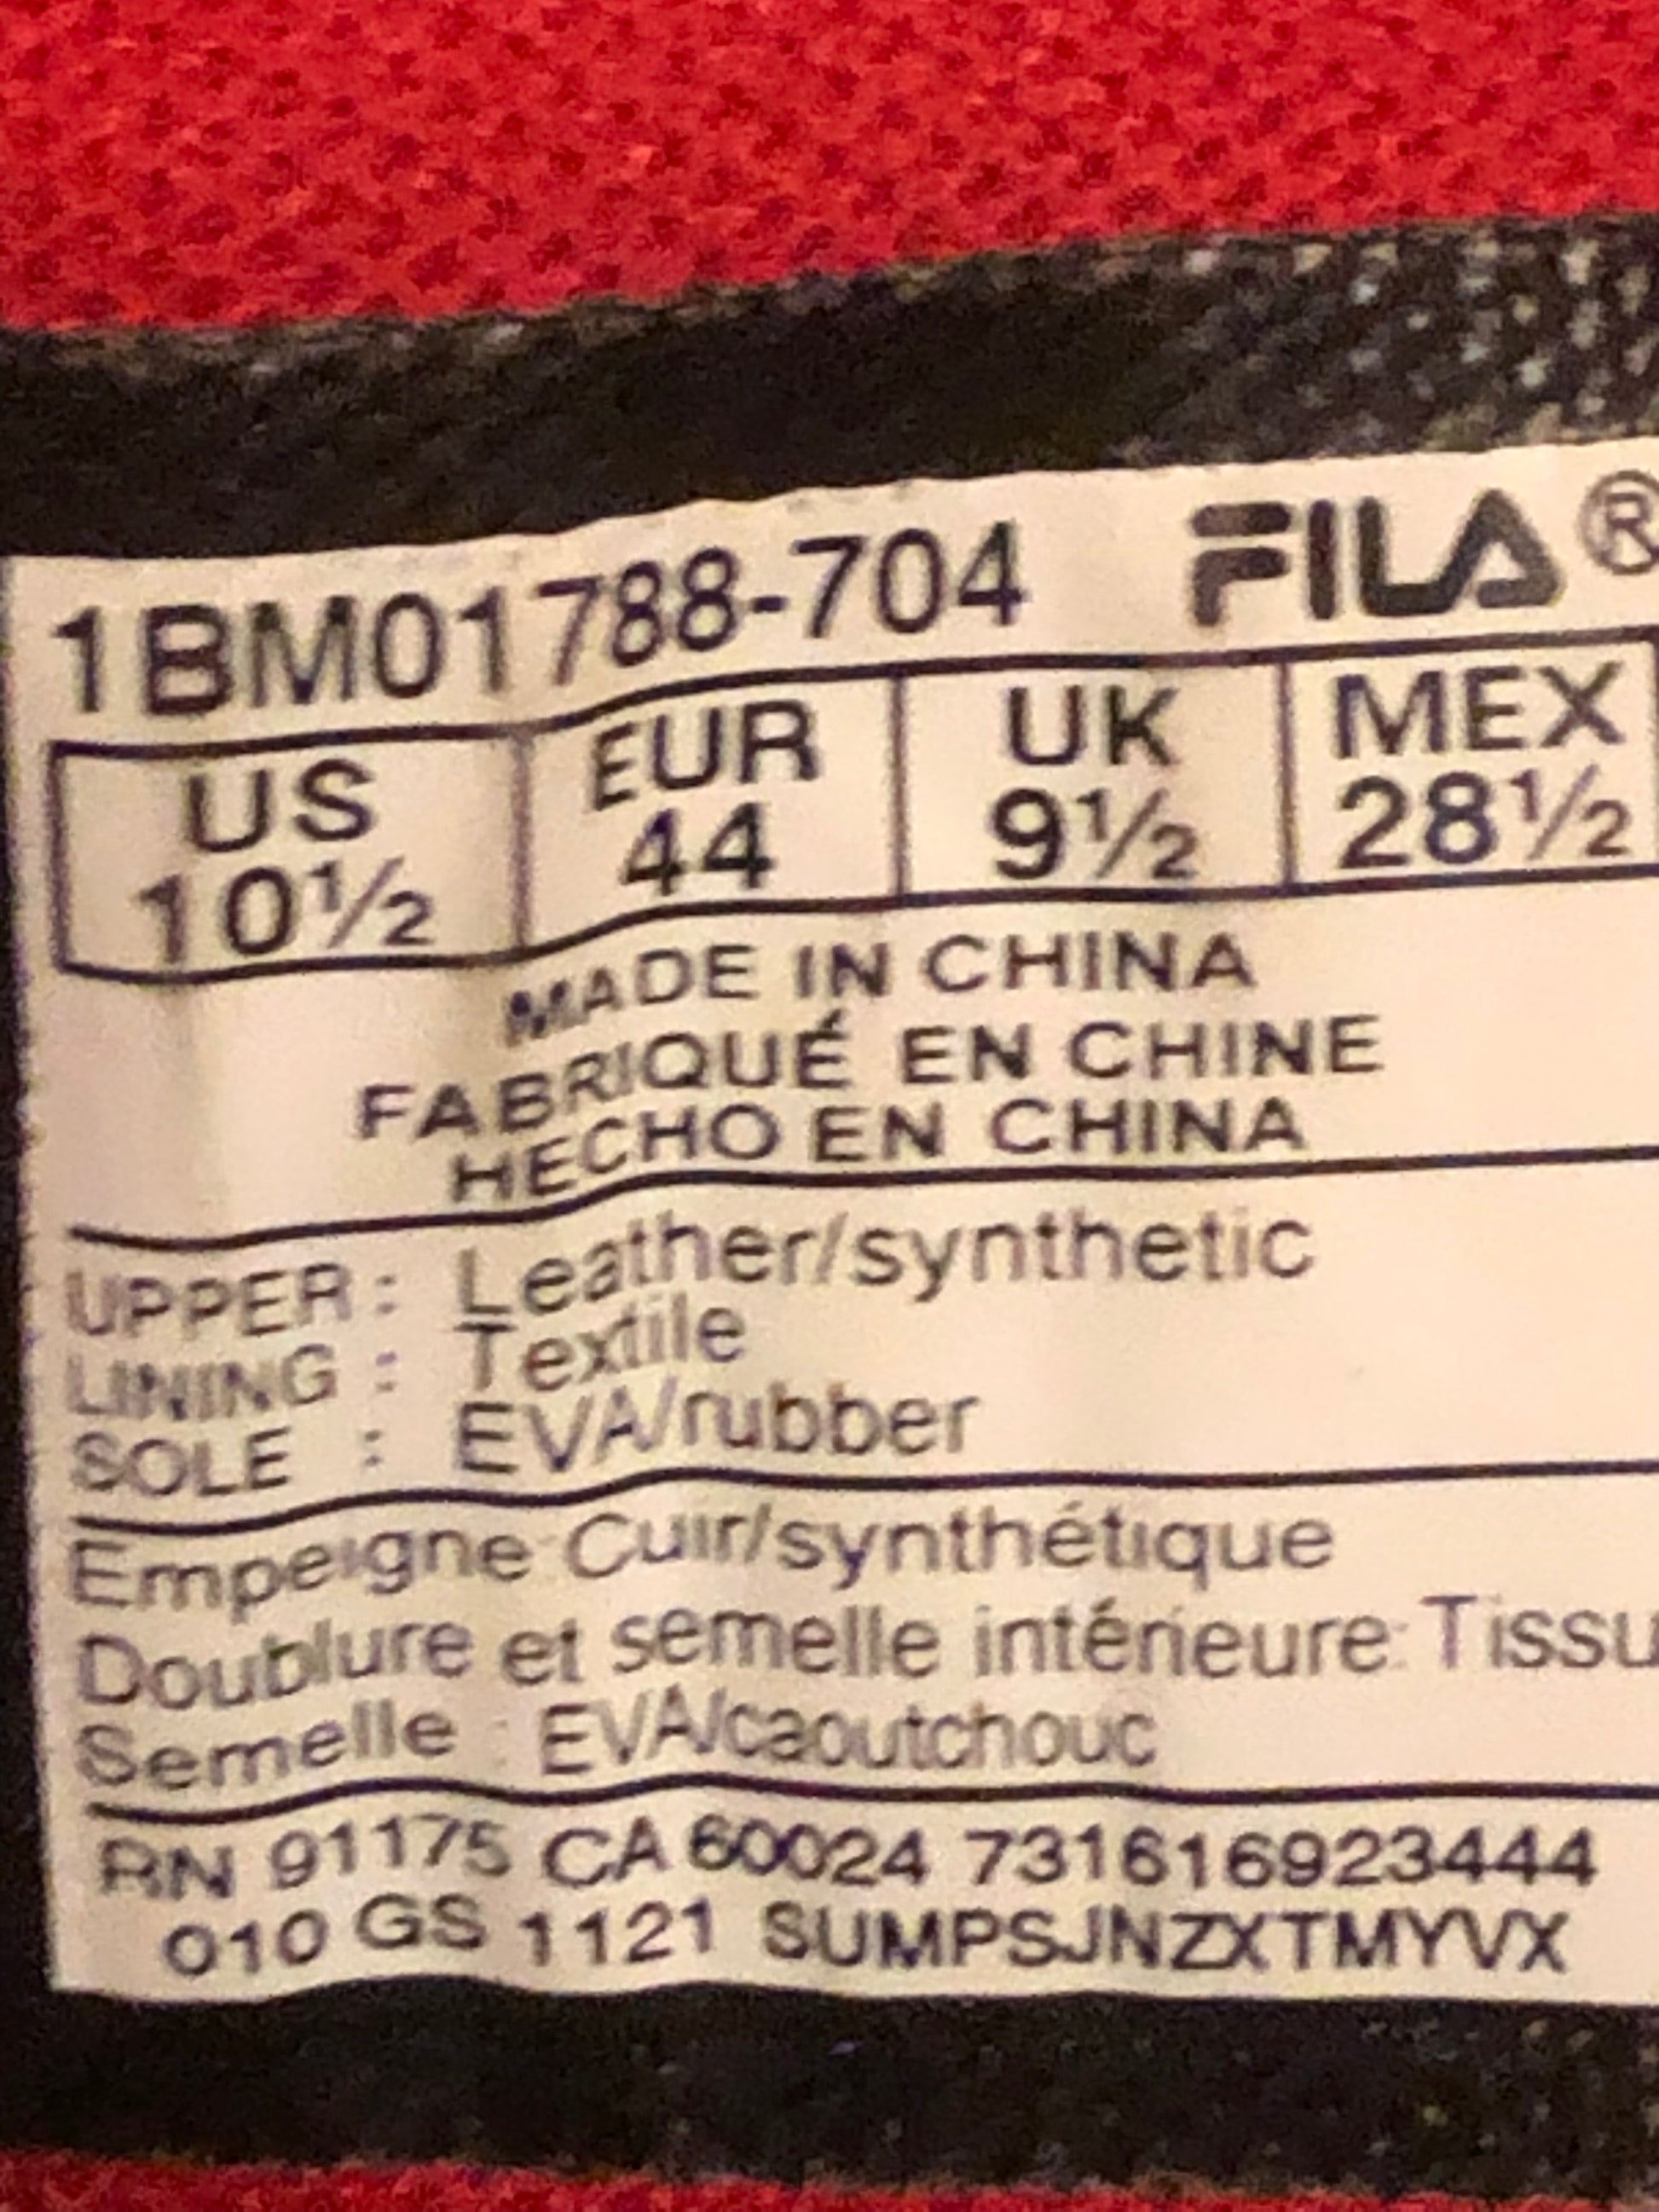 1BM01788-704 FILA®
US EUR UK MEX
10½ 44 9½ 28½
MADE IN CHINA
FABRIQUÉ EN CHINE
HECHO EN CHINA
UPPER : Leather/synthetic
LINING : Textile
SOLE : EVA/rubber
Empeigne:Cuir/synthétique
Doublure et semelle intérieure:Tissu
Semelle : EVA/caoutchouc
RN 91175 CA 60024 731616923444
010 GS 1121 SUMPSJNZXTMYVX